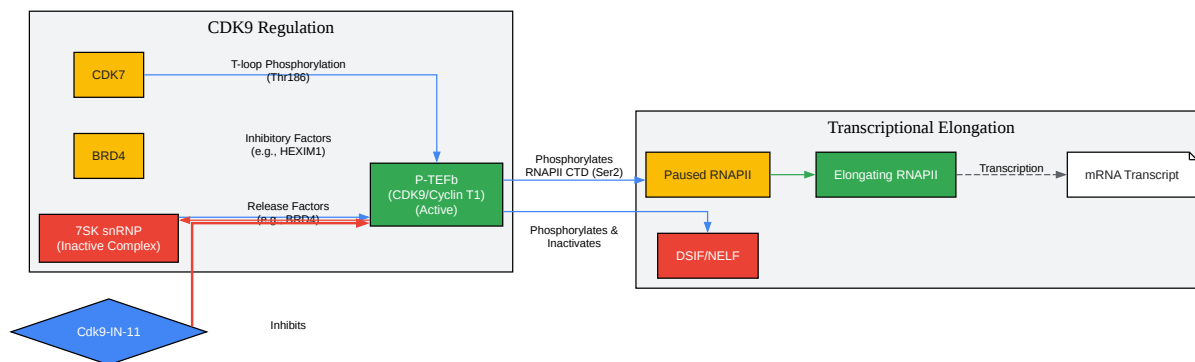 CDK9 Regulation
CDK7
T-loop Phosphorylation
(Thr186)
BRD4
Inhibitory Factors
(e.g., HEXIM1)
P-TEFb
(CDK9/Cyclin T1)
(Active)
Release Factors
(e.g., BRD4)
7SK snRNP
(Inactive Complex)
Cdk9-IN-11
Inhibits
Phosphorylates
RNAPII CTD (Ser2)
Phosphorylates &
Inactivates
Transcriptional Elongation
Paused RNAPII
Elongating RNAPII
Transcription
mRNA Transcript
DSIF/NELF